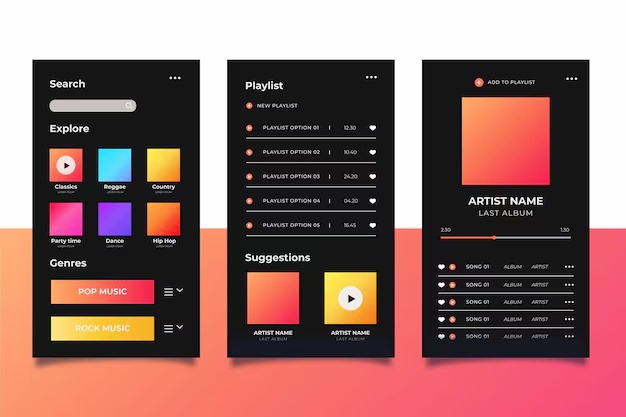 Search
Explore
Classics
Reggae
Country
Party time
Dance
Hip Hop
Genres
POP MUSIC
ROCK MUSIC
Playlist
NEW PLAYLIST
PLAYLIST OPTION 01 | 12.30
PLAYLIST OPTION 02 | 10.40
PLAYLIST OPTION 03 | 24.20
PLAYLIST OPTION 04 | 04.20
PLAYLIST OPTION 05 | 16.45
Suggestions
ARTIST NAME
LAST ALBUM
ARTIST NAME
LAST ALBUM
ADD TO PLAYLIST
ARTIST NAME
LAST ALBUM
2.30 1.30
SONG 01 ALBUM ARTIST
SONG 01 ALBUM ARTIST
SONG 01 ALBUM ARTIST
SONG 01 ALBUM ARTIST
SONG 01 ALBUM ARTIST